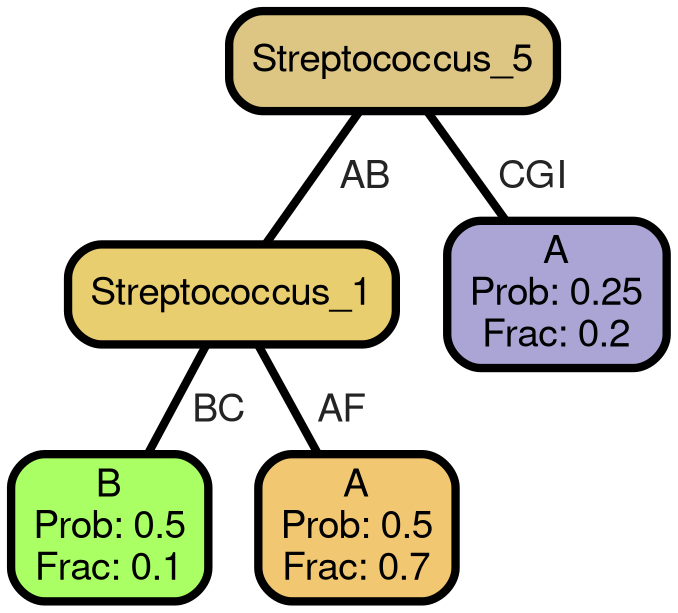 Streptococcus_5
AB
CGI
Streptococcus_1
A
Prob: 0.25
Frac: 0.2
BC
AF
B
Prob: 0.5
Frac: 0.1
A
Prob: 0.5
Frac: 0.7